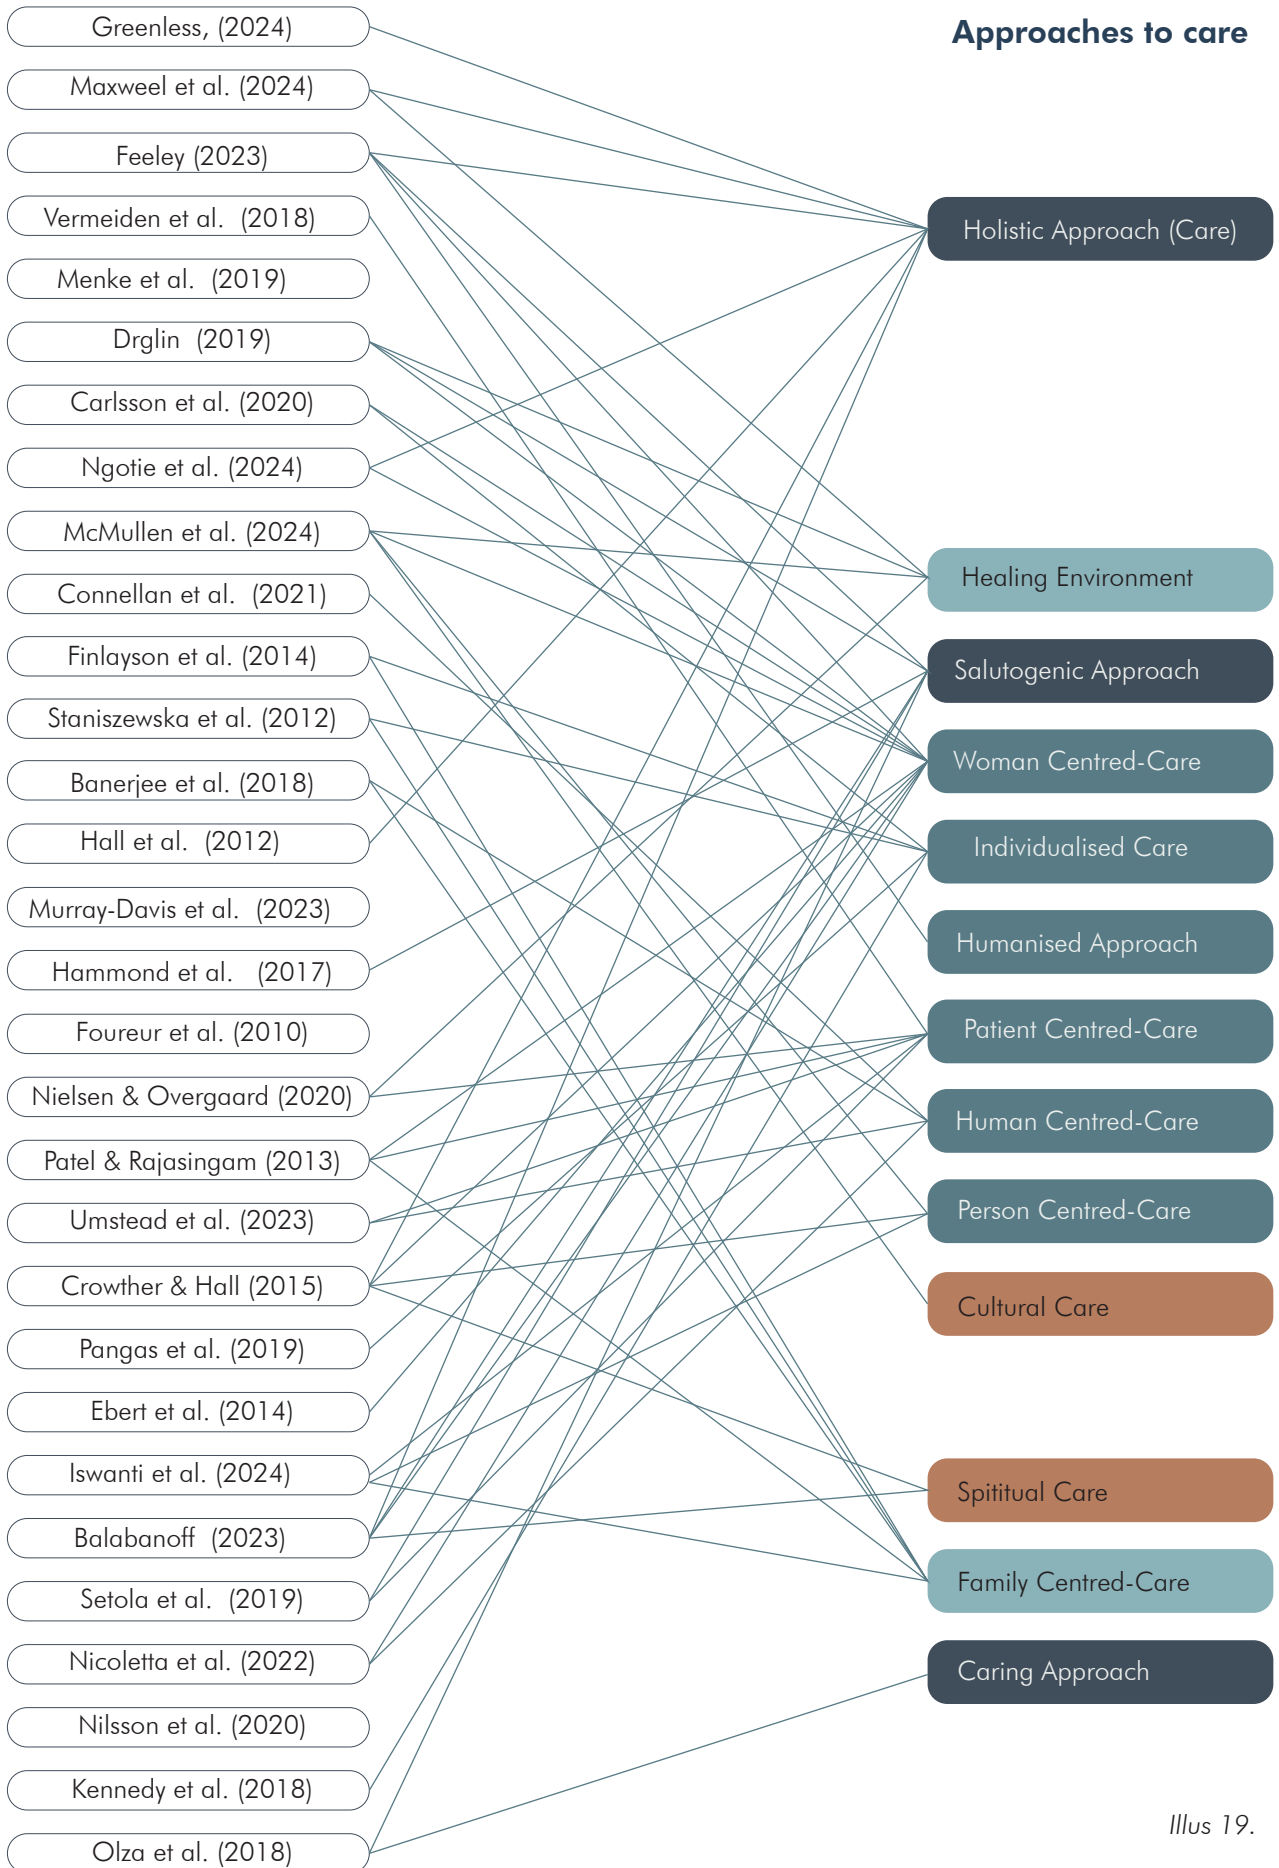 Greenless, (2024)
Maxweel et al. (2024)
Feeley (2023)
Vermeiden et al. (2018)
Menke et al. (2019)
Drglin (2019)
Carlsson et al. (2020)
Ngotie et al. (2024)
McMullen et al. (2024)
Connellan et al. (2021)
Finlayson et al. (2014)
Staniszewska et al. (2012)
Banerjee et al. (2018)
Hall et al. (2012)
Murray-Davis et al. (2023)
Hammond et al. (2017)
Foureur et al. (2010)
Nielsen & Overgaard (2020)
Patel & Rajasingam (2013)
Umstead et al. (2023)
Crowther & Hall (2015)
Pangas et al. (2019)
Ebert et al. (2014)
Iswanti et al. (2024)
Balabanoff (2023)
Setola et al. (2019)
Nicoletta et al. (2022)
Nilsson et al. (2020)
Kennedy et al. (2018)
Olza et al. (2018)
Approaches to care
Holistic Approach (Care)
Healing Environment
Salutogenic Approach
Woman Centred-Care
Individualised Care
Humanised Approach
Patient Centred-Care
Human Centred-Care
Person Centred-Care
Cultural Care
Spititual Care
Family Centred-Care
Caring Approach
Illus 19.